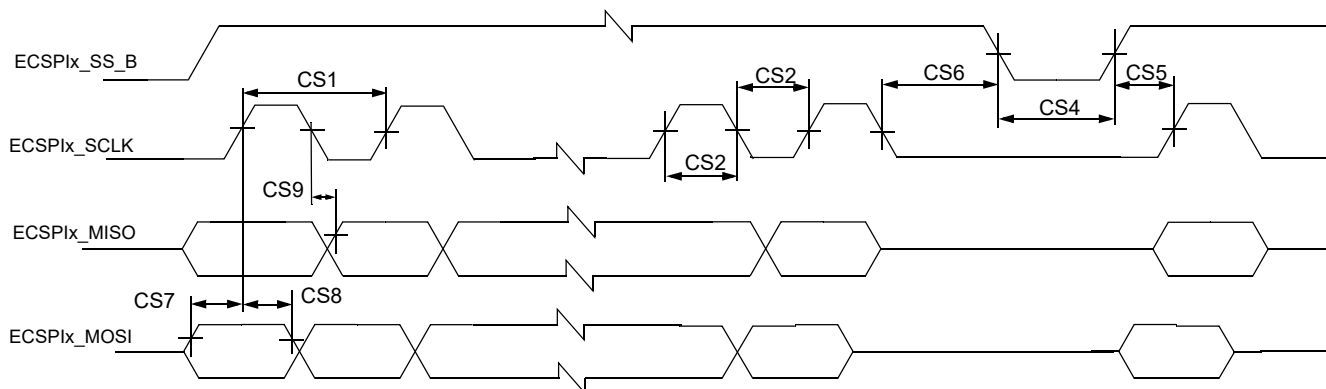 ECSPIx_SS_B
CS1
CS2
CS6
CS5
CS4
ECSPIx_SCLK
CS2
CS9
ECSPIx_MISO
CS7
CS8
ECSPIx_MOSI